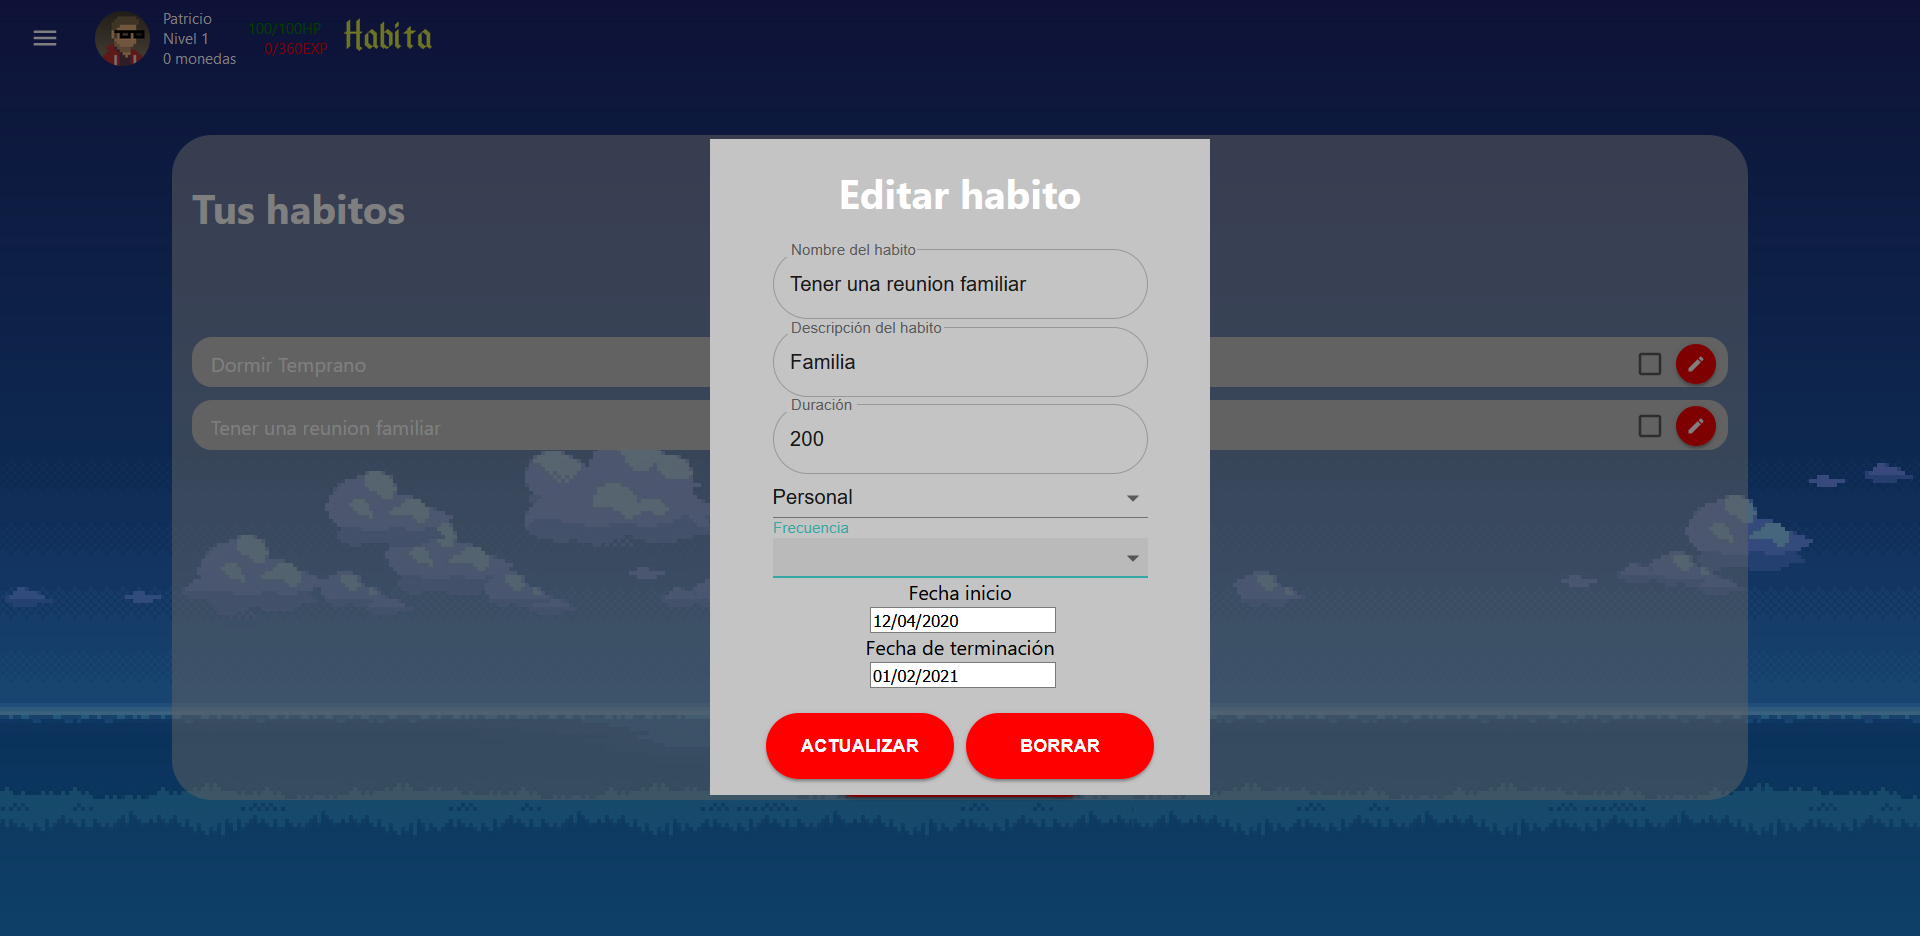 Patricio
Nivel 1
0 monedas
100/100HP
0/360EXP
Habita
Tus habitos
Dormir Temprano
Tener una reunion familiar
Editar habito
Nombre del habito
Tener una reunion familiar
Descripción del habito
Familia
Duración
200
Personal
Frecuencia
Fecha inicio
12/04/2020
Fecha de terminación
01/02/2021
ACTUALIZAR
BORRAR